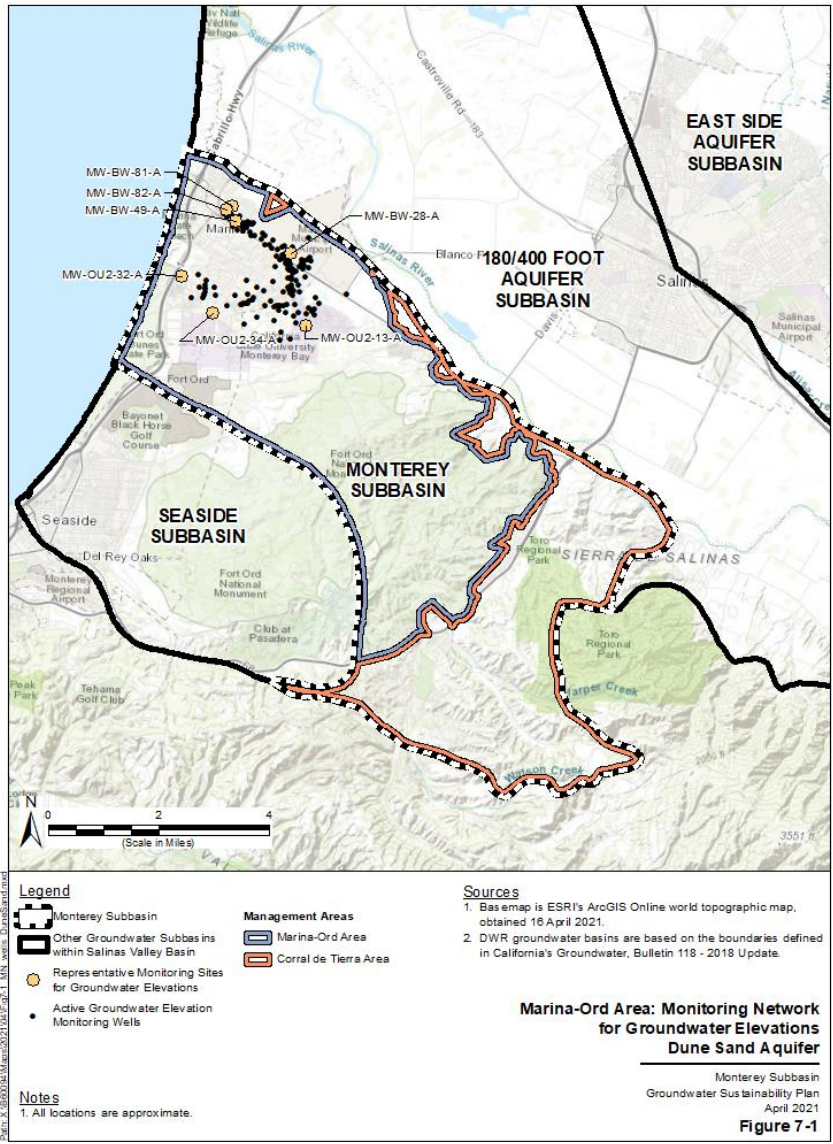 Salinas River
Castroville Rd
183
EAST SIDE
AQUIFER
SUBBASIN
MW-BW-81-A
MW-BW-82-A
MW-BW-49-A
MW-BW-28-A
Salinas
River
180/400 FOOT
AQUIFER
SUBBASIN
Salinas
MW-OU2-32-A
Davis
Salinas
Municipal
Airport
MW-OU2-34-A
MW-OU2-13-A
Monterey Bay
Fort Ord
Bayonet
Black Horse
Golf
Course
MONTEREY
SUBBASIN
SEASIDE
SUBBASIN
Seaside
Del Rey Oaks
Toro
Regional
Park
Monterey
Regional
Airport
Fort Ord
National
Monument
Club at
Pasadera
Toro
Regional
Park
Peak
Park
Tehama
Golf Club
Harper Creek
Watson Creek
2000 ft
3551 ft
N
0 2 4
(Scale in Miles)
Legend
Monterey Subbasin
Other Groundwater Subbasins
within Salinas Valley Basin
Representative Monitoring Sites
for Groundwater Elevations
Active Groundwater Elevation
Monitoring Wells
Management Areas
Marina-Ord Area
Corral de Tierra Area
Sources
1. Basemap is ESRI's ArcGIS Online world topographic map,
obtained 16 April 2021.
2. DWR groundwater basins are based on the boundaries defined
in California's Groundwater, Bulletin 118 - 2018 Update.
Notes
1. All locations are approximate.
Marina-Ord Area: Monitoring Network
for Groundwater Elevations
Dune Sand Aquifer
Monterey Subbasin
Groundwater Sustainability Plan
April 2021
Figure 7-1